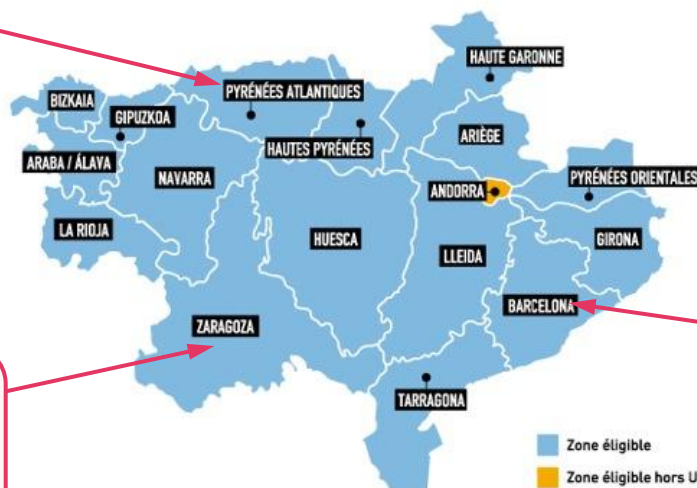 HAUTE GARONNE
PYRÉNÉES ATLANTIQUES
BIZKAIA
GIPUZKOA
ARIÈGE
HAUTES PYRÉNÉES
ARABA / ÁLAVA
NAVARRA
PYRÉNÉES ORIENTALES
ANDORRA
LA RIOJA
HUESCA
GIRONA
LLEIDA
BARCELONA
ZARAGOZA
TARRAGONA
Zone éligible
Zone éligible hors U